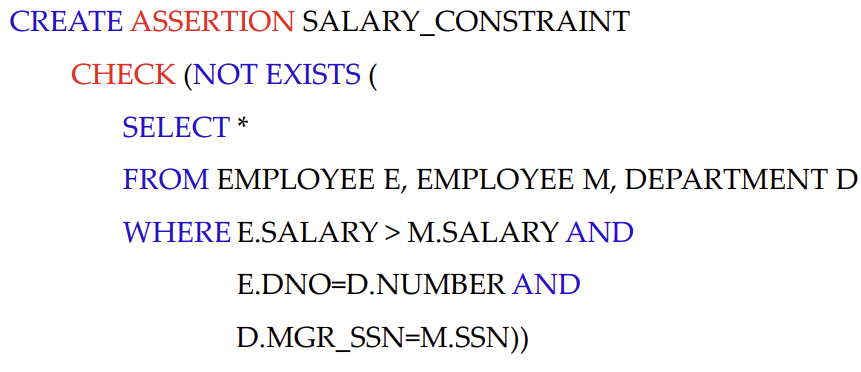 CREATE ASSERTION SALARY_CONSTRAINT
CHECK (NOT EXISTS (
SELECT *
FROM EMPLOYEE E, EMPLOYEE M, DEPARTMENT D
WHERE E.SALARY > M.SALARY AND
E.DNO=D.NUMBER AND
D.MGR_SSN=M.SSN))